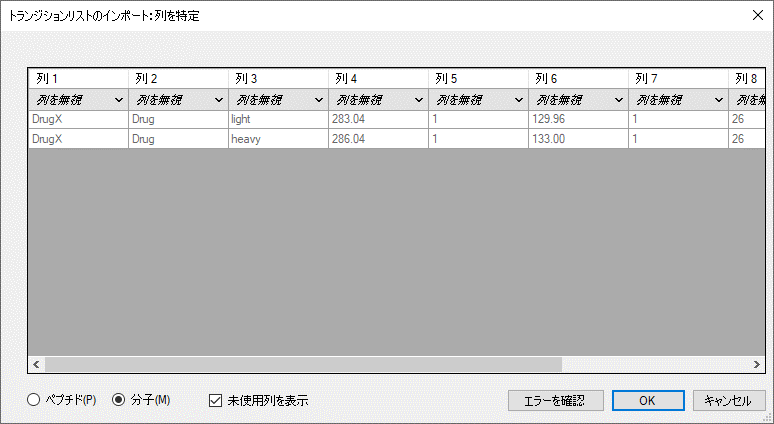 トランジションリストのインポート：列を特定
列 1 列 2 列 3 列 4 列 5 列 6 列 7 列 8
列を無視 列を無視 列を無視 列を無視 列を無視 列を無視 列を無視 列を無視
DrugX Drug light 283.04 1 129.96 1 26
DrugX Drug heavy 286.04 1 133.00 1 26
ペプチド(P) 分子(M) 未使用列を表示 エラーを確認 OK キャンセル